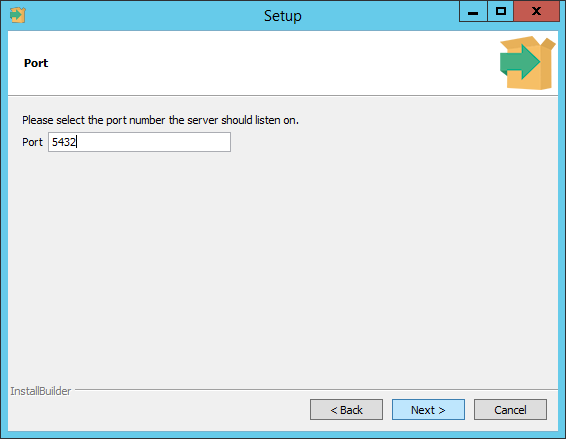 Setup
Port
Please select the port number the server should listen on.
Port 5432
InstallBuilder
< Back Next > Cancel